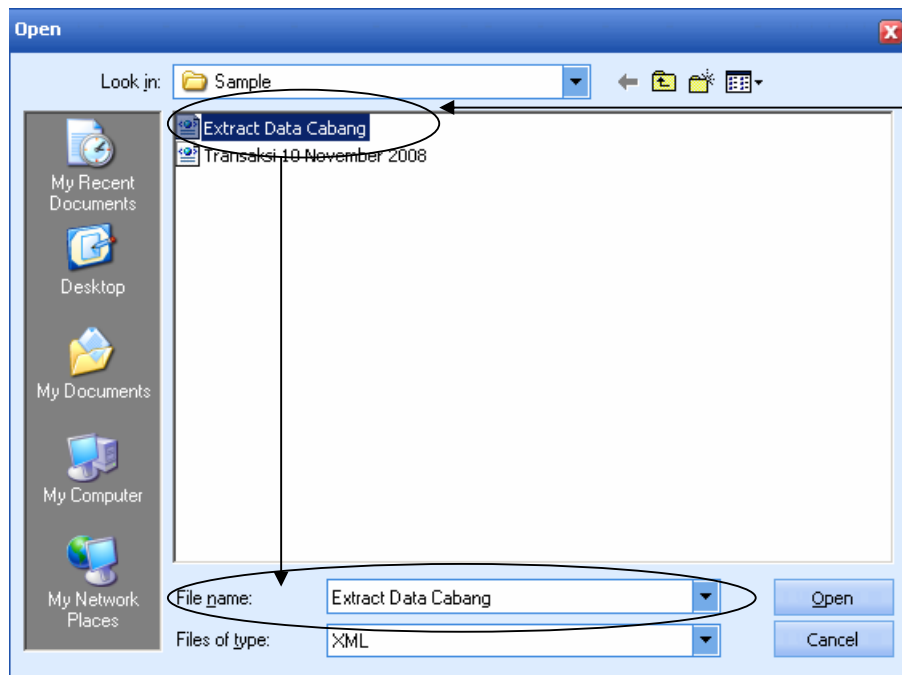 Open
Look in:
Sample
Extract Data Cabang
Transaksi 10 November 2008
My Recent
Documents
Desktop
My Documents
My Computer
My Network
Places
File name:
Extract Data Cabang
Open
Files of type:
XML
Cancel